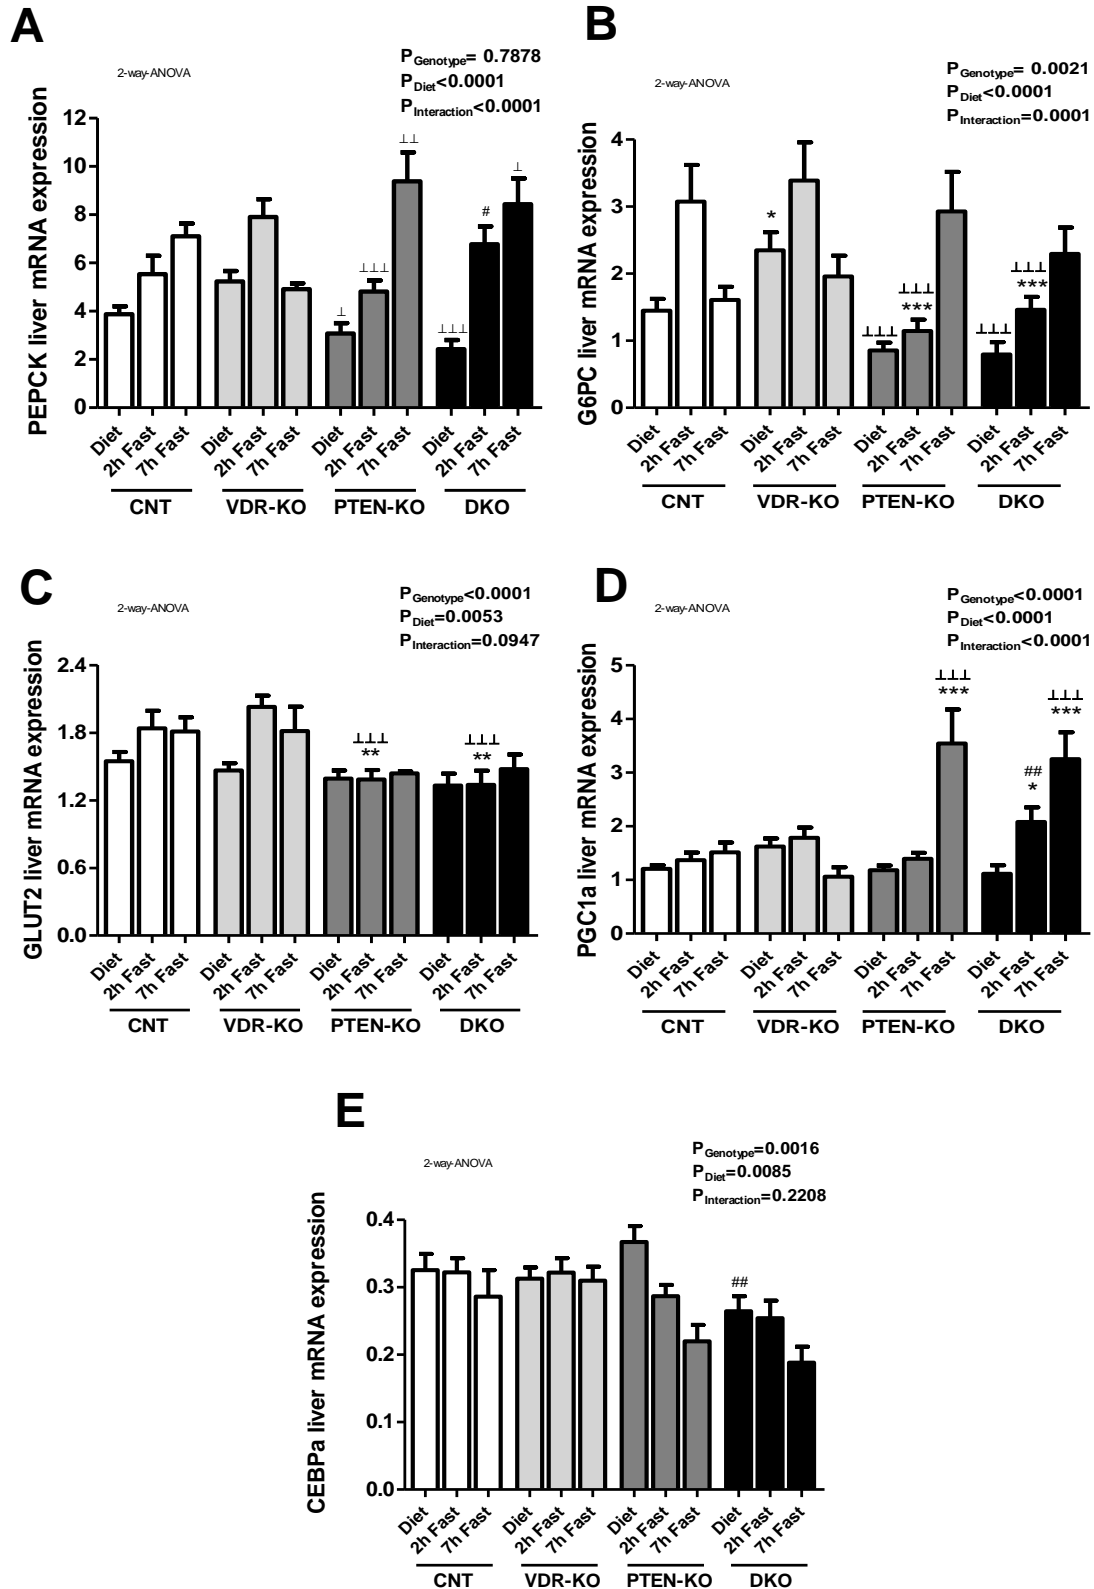 A
2-way-ANOVA
PGenotype= 0.7878
PDiet<0.0001
PInteraction<0.0001
PEPCK liver mRNA expression
12
10
8
6
4
2
0
⊥
⊥⊥⊥
⊥⊥
⊥⊥⊥
#
⊥
Diet
2h Fast
7h Fast
Diet
2h Fast
7h Fast
Diet
2h Fast
7h Fast
Diet
2h Fast
7h Fast
CNT
VDR-KO
PTEN-KO
DKO
B
2-way-ANOVA
PGenotype= 0.0021
PDiet<0.0001
PInteraction=0.0001
G6PC liver mRNA expression
4
3
2
1
0
*
⊥⊥⊥
⊥⊥⊥
***
⊥⊥⊥
⊥⊥⊥
***
Diet
2h Fast
7h Fast
Diet
2h Fast
7h Fast
Diet
2h Fast
7h Fast
Diet
2h Fast
7h Fast
CNT
VDR-KO
PTEN-KO
DKO
C
2-way-ANOVA
PGenotype<0.0001
PDiet=0.0053
PInteraction=0.0947
GLUT2 liver mRNA expression
2.4
1.8
1.2
0.6
0.0
⊥⊥⊥
**
⊥⊥⊥
**
Diet
2h Fast
7h Fast
Diet
2h Fast
7h Fast
Diet
2h Fast
7h Fast
Diet
2h Fast
7h Fast
CNT
VDR-KO
PTEN-KO
DKO
D
2-way-ANOVA
PGenotype<0.0001
PDiet<0.0001
PInteraction<0.0001
PGC1a liver mRNA expression
5
4
3
2
1
0
⊥⊥⊥
***
##
*
⊥⊥⊥
***
Diet
2h Fast
7h Fast
Diet
2h Fast
7h Fast
Diet
2h Fast
7h Fast
Diet
2h Fast
7h Fast
CNT
VDR-KO
PTEN-KO
DKO
E
2-way-ANOVA
PGenotype=0.0016
PDiet=0.0085
PInteraction=0.2208
CEBPa liver mRNA expression
0.4
0.3
0.2
0.1
0.0
##
Diet
2h Fast
7h Fast
Diet
2h Fast
7h Fast
Diet
2h Fast
7h Fast
Diet
2h Fast
7h Fast
CNT
VDR-KO
PTEN-KO
DKO